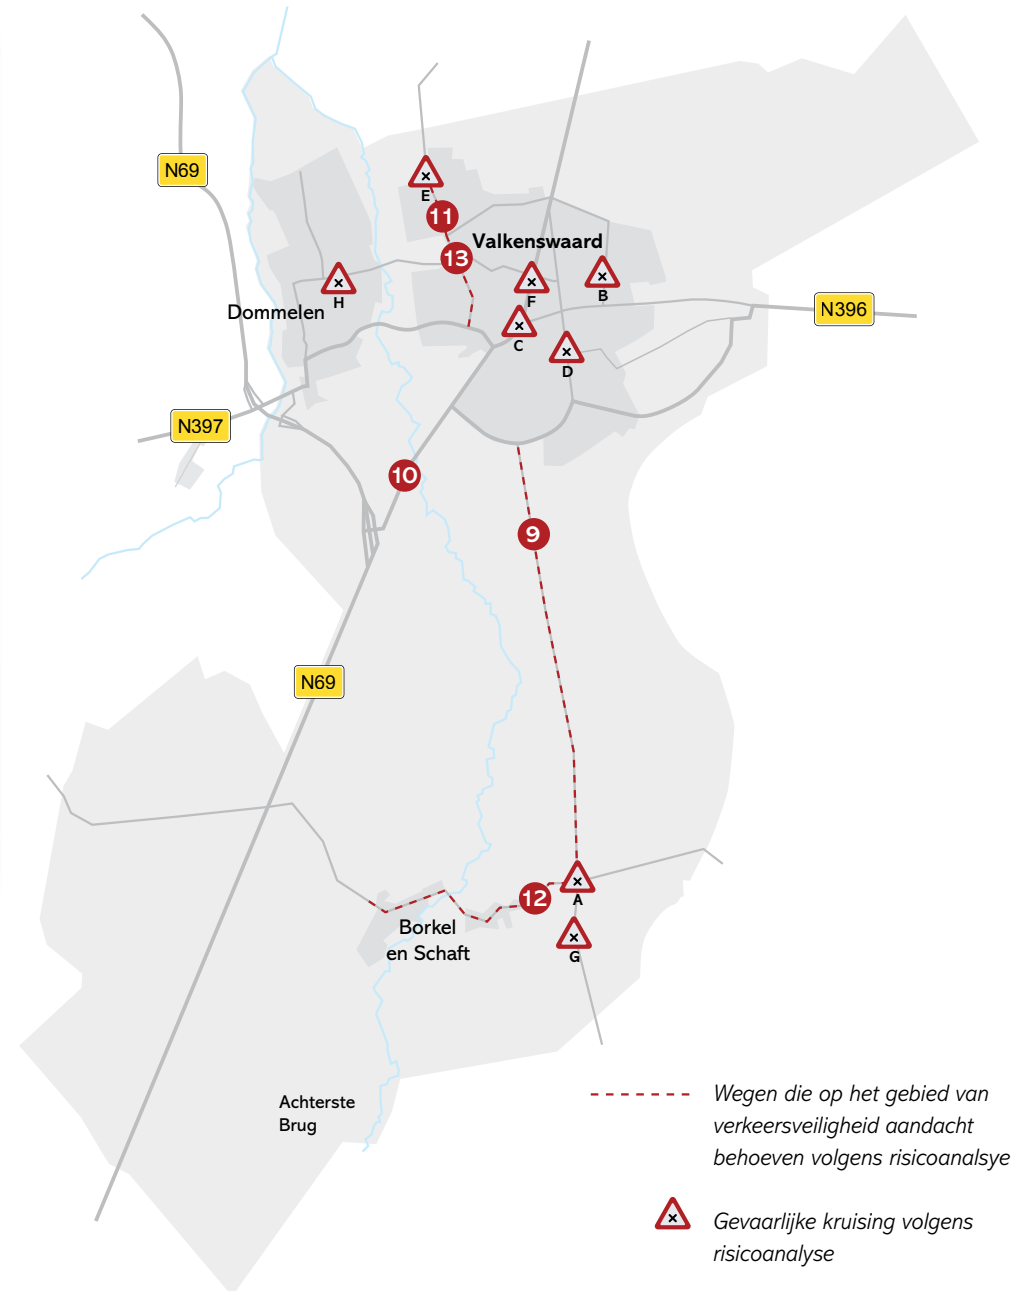 N69
E
11
Valkenswaard
13
F
B
H
Dommelen
N396
C
D
N397
10
9
N69
12
A
Borkel
en Schaft
G
Achterste
Brug
Wegen die op het gebied van
verkeersveiligheid aandacht
behoeven volgens risicoanalsye
Gevaarlijke kruising volgens
risicoanalyse